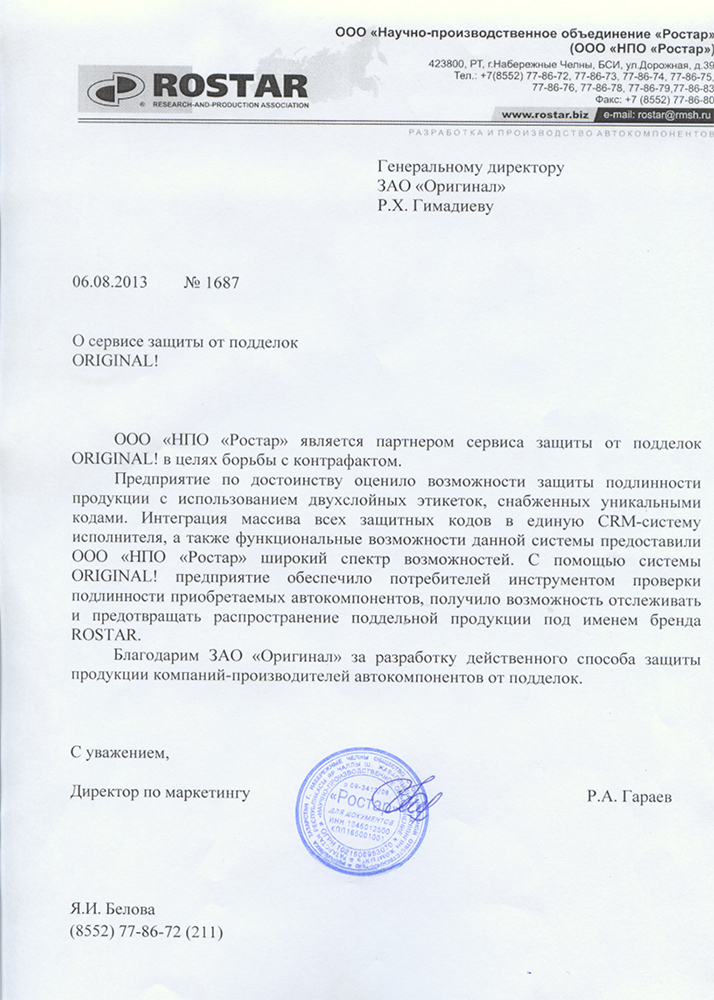 ООО «Научно-производственное объединение «Ростар»
(ООО «НПО «Ростар»)
423800, РТ, г.Набережные Челны, БСИ, ул.Дорожная, д.39
Тел.: +7(8552) 77-86-72, 77-86-73, 77-86-74, 77-86-75,
77-86-76, 77-86-78, 77-86-79,77-86-83
Факс: +7 (8552) 77-86-80
ROSTAR
® RESEARCH-AND-PRODUCTION ASSOCIATION
www.rostar.biz e-mail: rostar@rmsh.ru
РАЗРАБОТКА И ПРОИЗВОДСТВО АВТОКОМПОНЕНТОВ
Генеральному директору
ЗАО «Оригинал»
Р.Х. Гимадиеву
06.08.2013 № 1687
О сервисе защиты от подделок
ORIGINAL!
ООО «НПО «Ростар» является партнером сервиса защиты от подделок
ORIGINAL! в целях борьбы с контрафактом.
Предприятие по достоинству оценило возможности защиты подлинности
продукции с использованием двухслойных этикеток, снабженных уникальными
кодами. Интеграция массива всех защитных кодов в единую CRM-систему
исполнителя, а также функциональные возможности данной системы предоставили
ООО «НПО «Ростар» широкий спектр возможностей. С помощью системы
ORIGINAL! предприятие обеспечило потребителей инструментом проверки
подлинности приобретаемых автокомпонентов, получило возможность отслеживать
и предотвращать распространение поддельной продукции под именем бренда
ROSTAR.
Благодарим ЗАО «Оригинал» за разработку действенного способа защиты
продукции компаний-производителей автокомпонентов от подделок.
С уважением,
Директор по маркетингу Р.А. Гараев
«Ростар»
ДЛЯ ДОКУМЕНТОВ
Я.И. Белова
(8552) 77-86-72 (211)